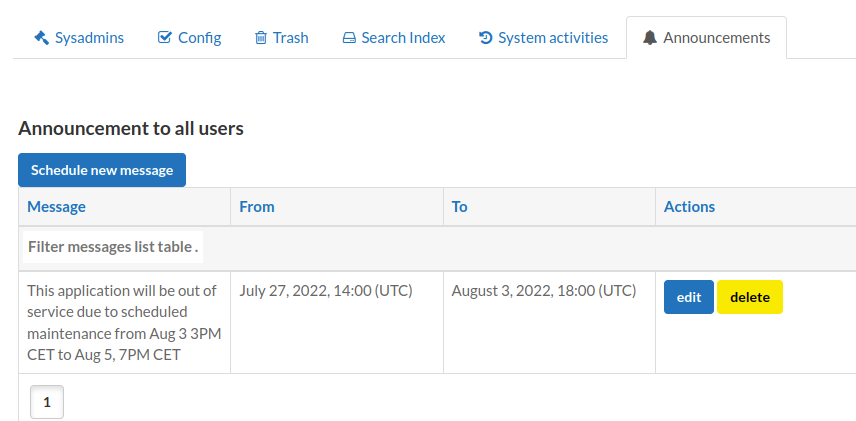 Sysadmins Config Trash Search Index System activities Announcements
Announcement to all users
Schedule new message
Message From To Actions
Filter messages list table .
This application will be out of July 27, 2022, 14:00 (UTC) August 3, 2022, 18:00 (UTC) edit delete
service due to scheduled
maintenance from Aug 3 3PM
CET to Aug 5, 7PM CET
1